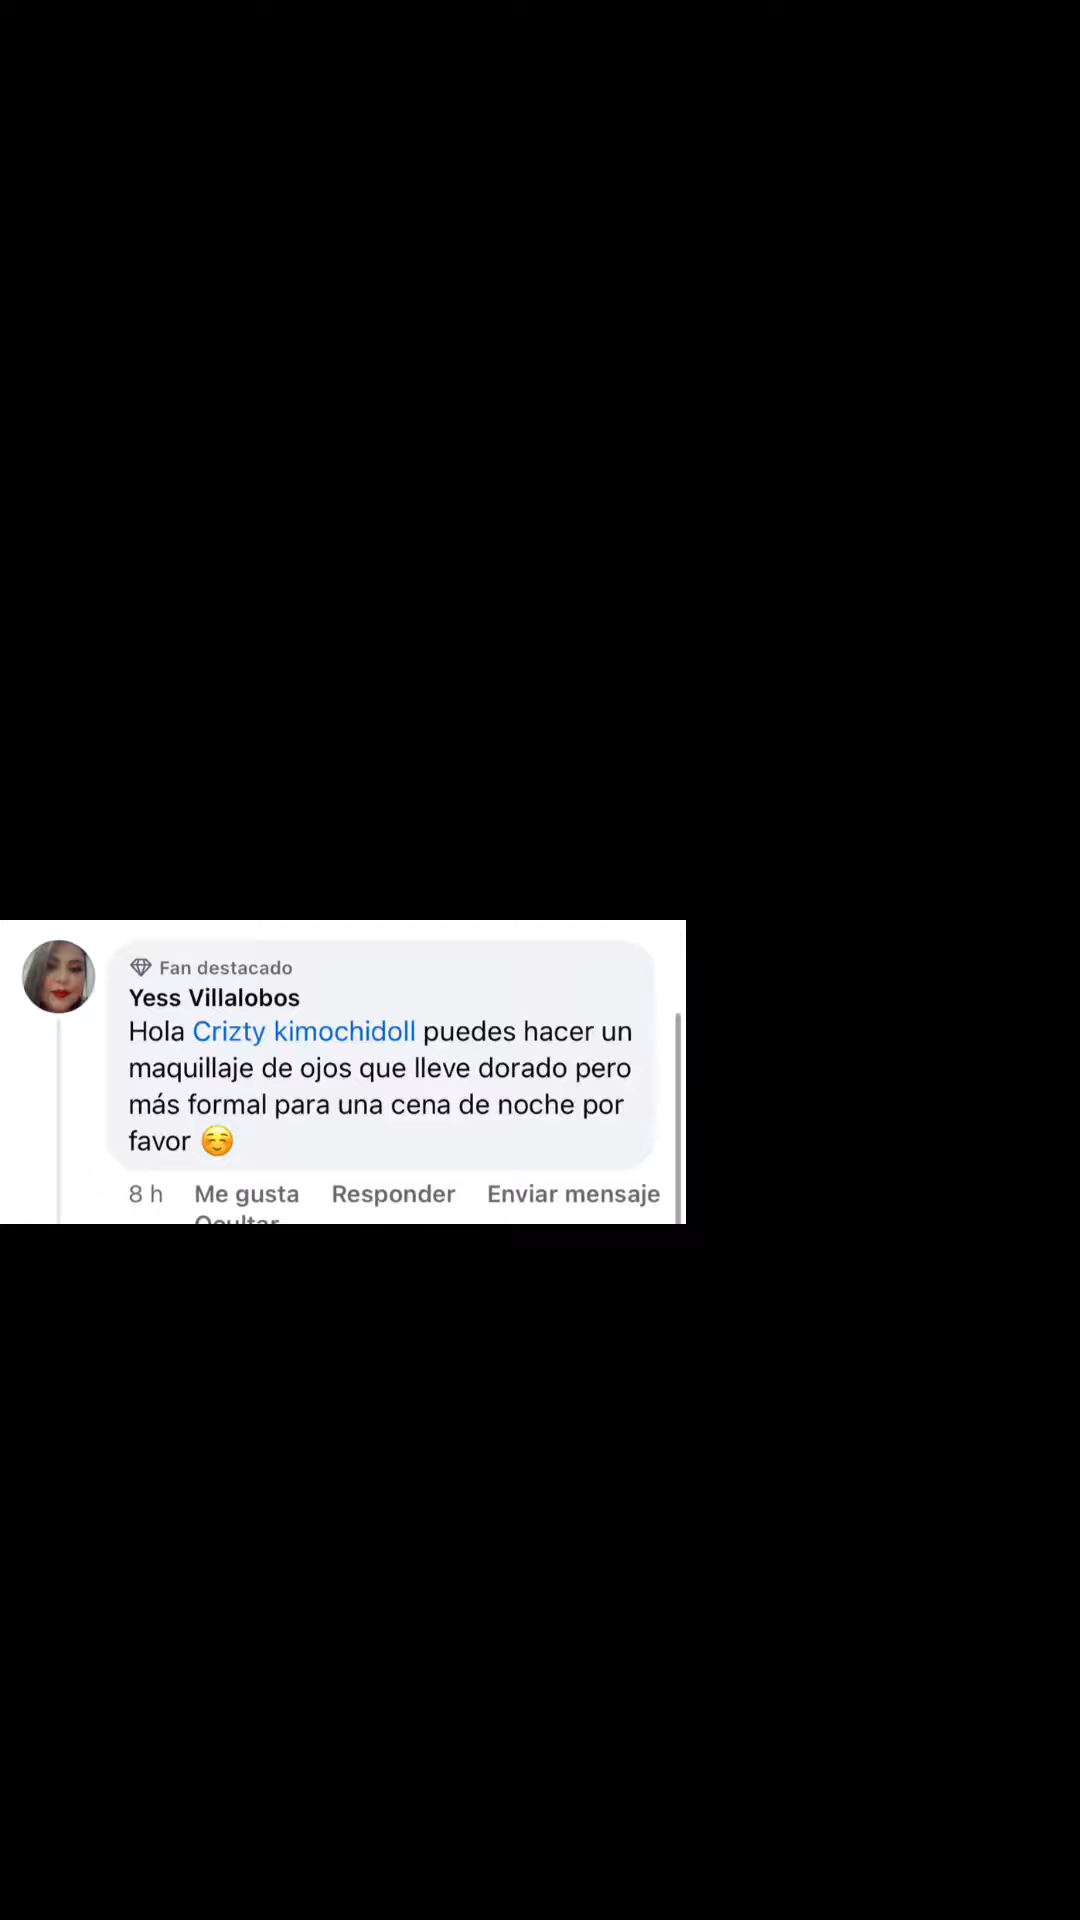 Fan destacado
Yess Villalobos
Hola Crizty kimochidoll puedes hacer un
maquillaje de ojos que lleve dorado pero
más formal para una cena de noche por
favor ☺️
8 h Me gusta Responder Enviar mensaje
Ocultar